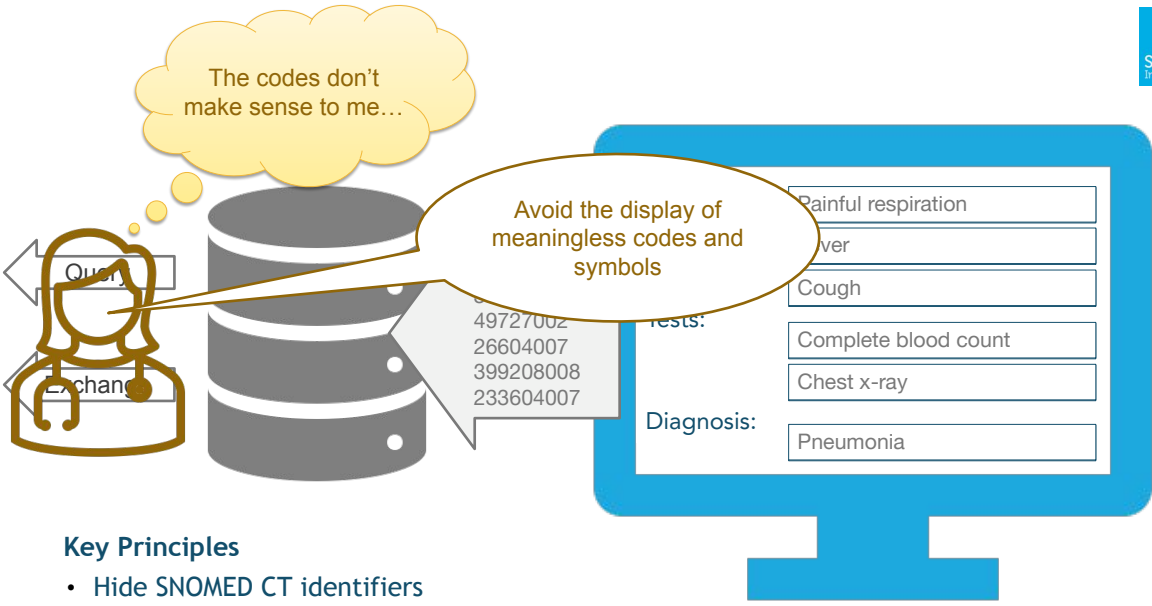 The codes don’t
make sense to me…
Avoid the display of
meaningless codes and
symbols
Query
49727002
26604007
399208008
233604007
Painful respiration
Cough
Tests:
Complete blood count
Chest x-ray
Diagnosis:
Pneumonia
Key Principles
• Hide SNOMED CT identifiers